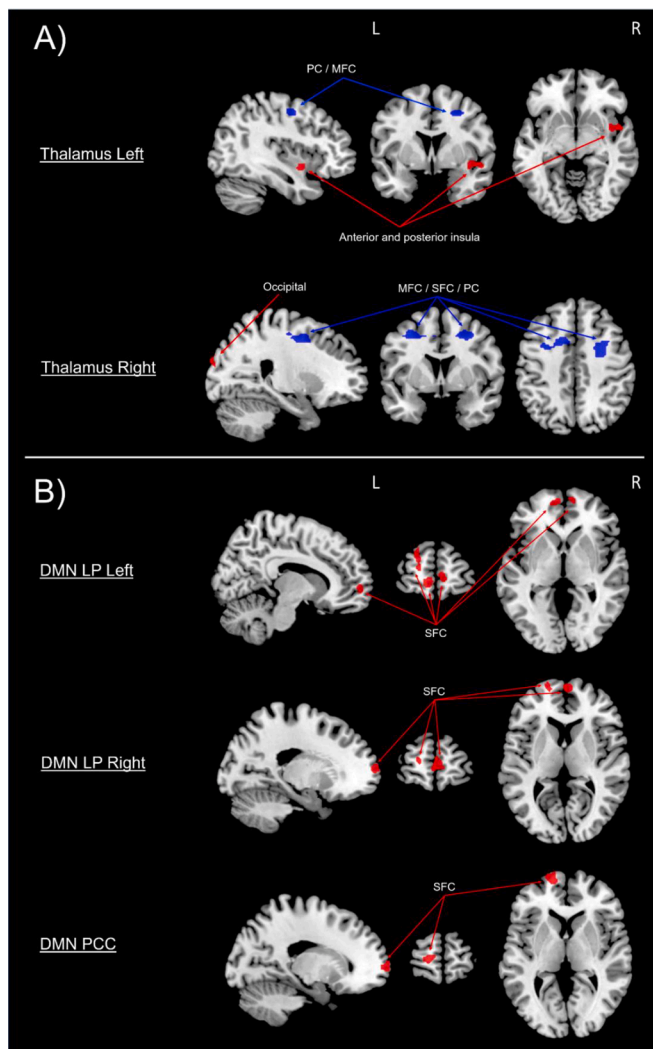 A)
L
R
PC / MFC
Thalamus Left
Anterior and posterior insula
Occipital
MFC / SFC / PC
Thalamus Right
B)
L
R
DMN LP Left
SFC
SFC
DMN LP Right
SFC
DMN PCC